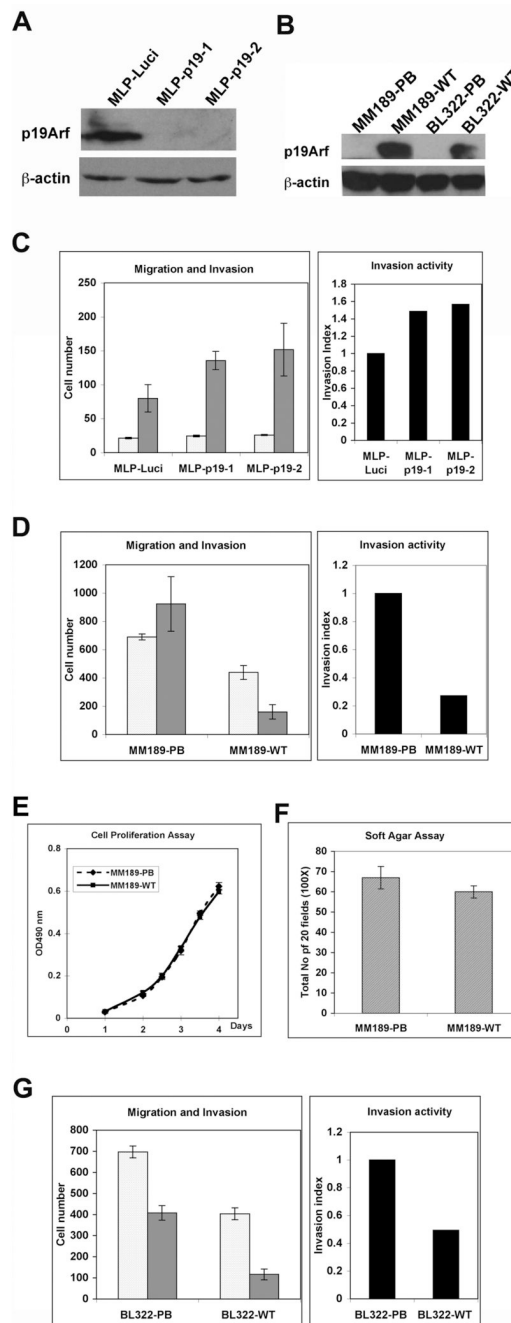 A
MLP-Luci
MLP-p19-1
MLP-p19-2
p19Arf
β-actin
B
MM189-PB
MM189-WT
BL322-PB
BL322-WT
p19Arf
β-actin
C
Migration and Invasion
Cell number
250
200
150
100
50
0
MLP-Luci MLP-p19-1 MLP-p19-2
Invasion activity
Invasion Index
1.8
1.6
1.4
1.2
1
0.8
0.6
0.4
0.2
0
MLP-Luci
MLP-p19-1
MLP-p19-2
D
Migration and Invasion
Cell number
1200
1000
800
600
400
200
0
MM189-PB MM189-WT
Invasion activity
Invasion index
1.2
1
0.8
0.6
0.4
0.2
0
MM189-PB MM189-WT
E
Cell Proliferation Assay
MM189-PB
MM189-WT
OD490 nm
0.8
0.6
0.4
0.2
0
0 1 2 3 4 Days
F
Soft Agar Assay
Total No pf 20 fields (100X)
80
70
60
50
40
30
20
10
0
MM189-PB MM189-WT
G
Migration and Invasion
Cell number
800
700
600
500
400
300
200
100
0
BL322-PB BL322-WT
Invasion activity
Invasion index
1.2
1
0.8
0.6
0.4
0.2
0
BL322-PB BL322-WT